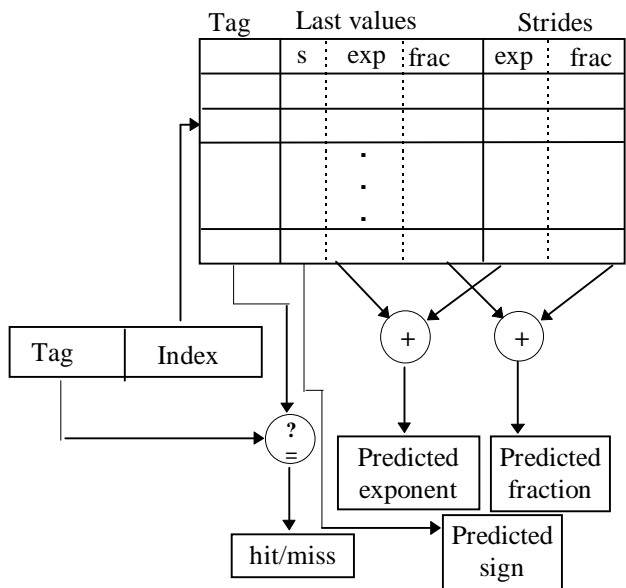 Tag Last values Strides
s exp frac exp frac
.
.
.
+ +
Tag Index
?
=
Predicted
exponent
Predicted
fraction
hit/miss
Predicted
sign